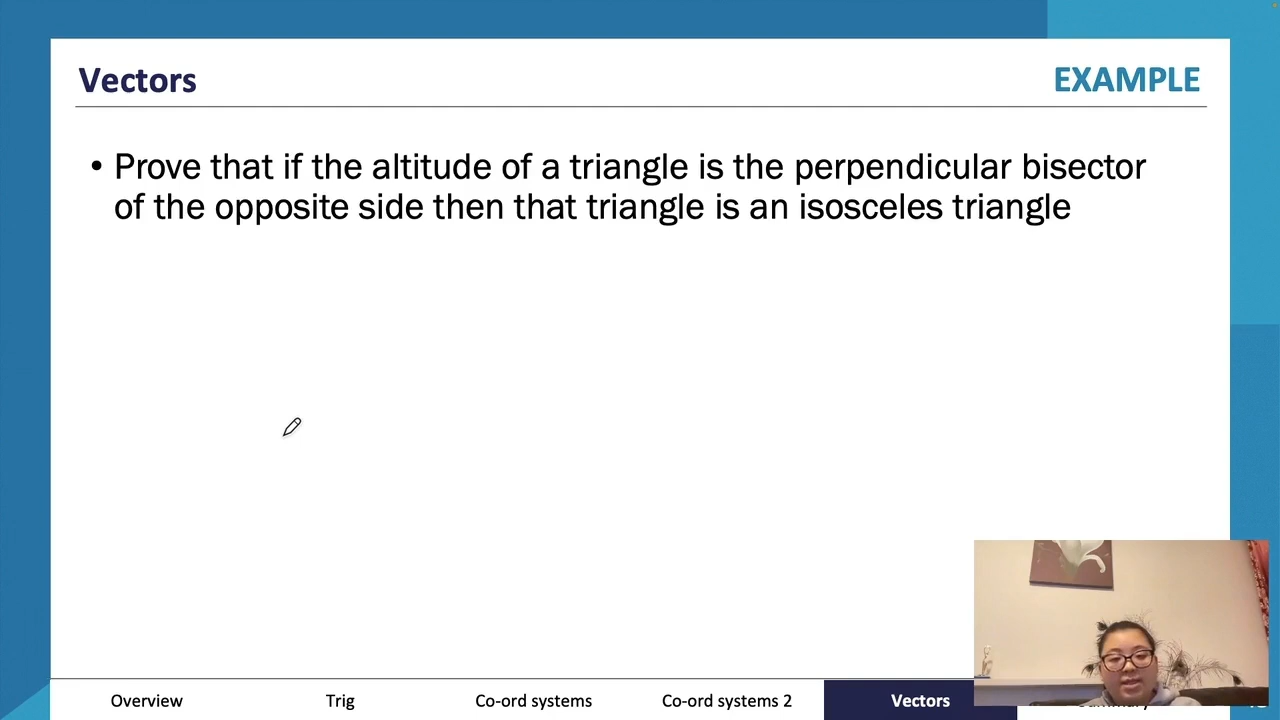 Vectors
EXAMPLE
• Prove that if the altitude of a triangle is the perpendicular bisector
of the opposite side then that triangle is an isosceles triangle
Overview
Trig
Co-ord systems
Co-ord systems 2
Vectors